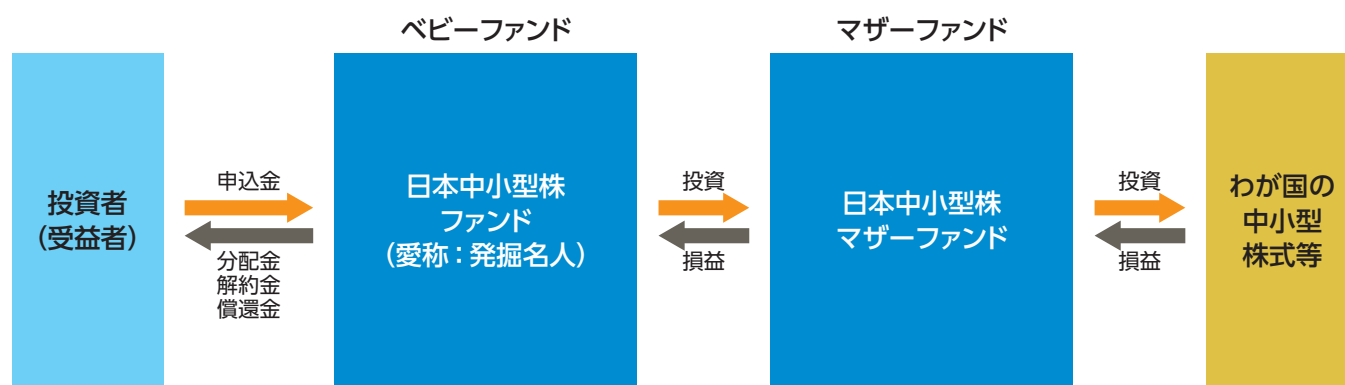 ベビーファンド
マザーファンド
投資者
(受益者)
申込金
分配金
解約金
償還金
日本中小型株
ファンド
(愛称：発掘名人)
投資
損益
日本中小型株
マザーファンド
投資
損益
わが国の
中小型
株式等